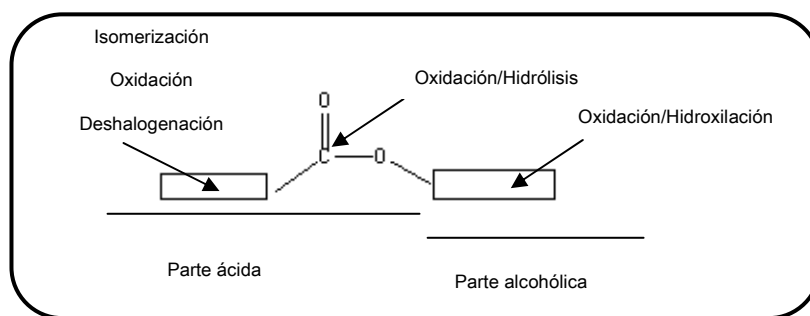 Isomerización
Oxidación
Deshalogenación
Oxidación/Hidrólisis
Oxidación/Hidroxilación
O
C
O
Parte ácida
Parte alcohólica